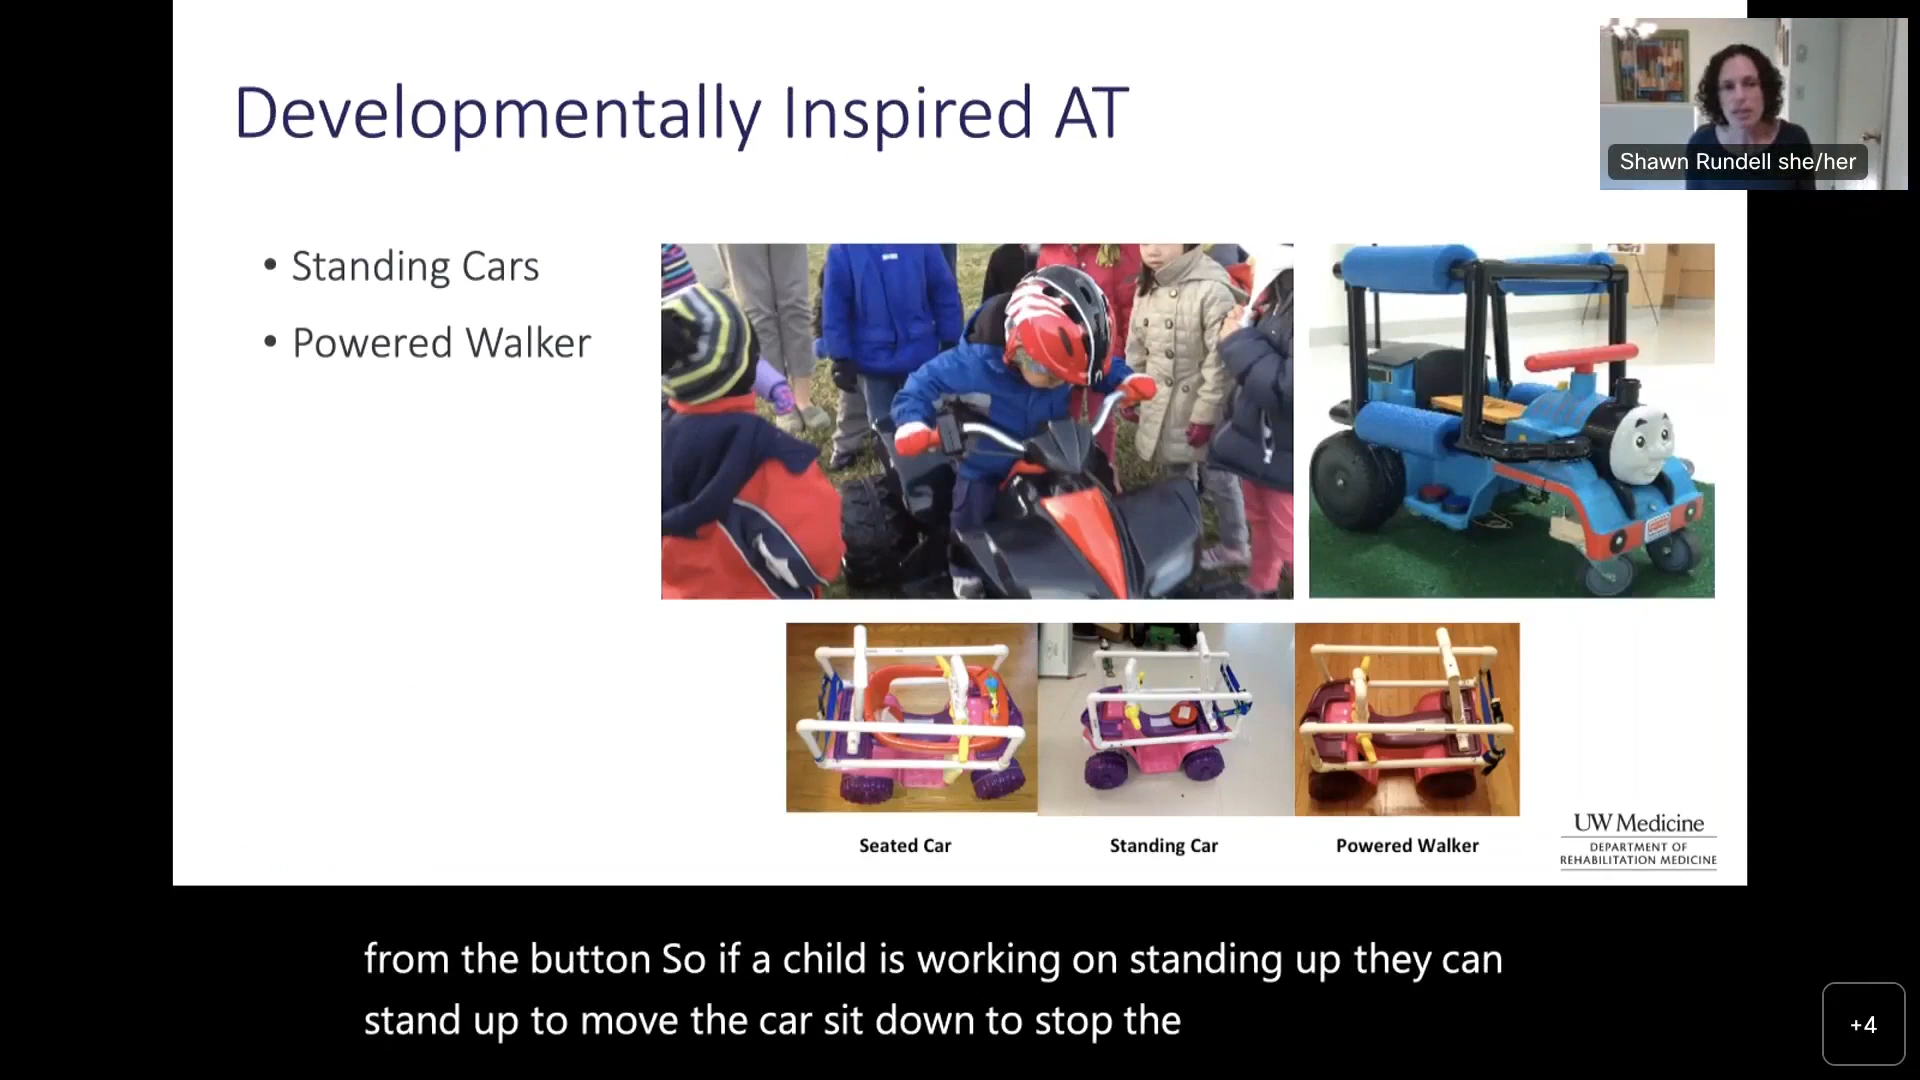 Developmentally Inspired AT
Shawn Rundell she/her
• Standing Cars
• Powered Walker
Seated Car
Standing Car
Powered Walker
UW Medicine
DEPARTMENT OF
REHABILITATION MEDICINE
from the button So if a child is working on standing up they can
stand up to move the car sit down to stop the
+4